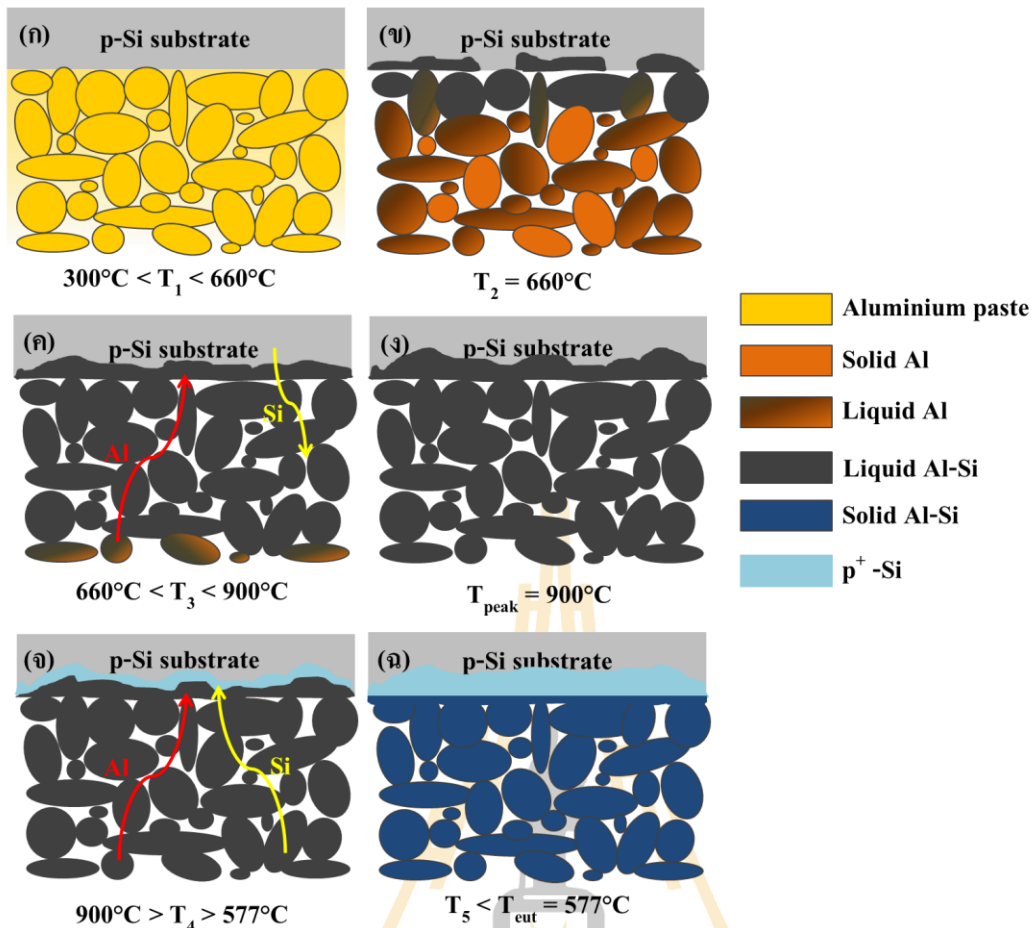 (ก)
p-Si substrate
300°C < T₁ < 660°C
(ข)
p-Si substrate
T₂ = 660°C
(ค)
p-Si substrate
Al
Si
660°C < T₃ < 900°C
(ง)
p-Si substrate
T_peak = 900°C
(จ)
p-Si substrate
Al
Si
900°C > T₄ > 577°C
(ฉ)
p-Si substrate
T₅ < T_eut = 577°C
Aluminium paste
Solid Al
Liquid Al
Liquid Al-Si
Solid Al-Si
p⁺ -Si